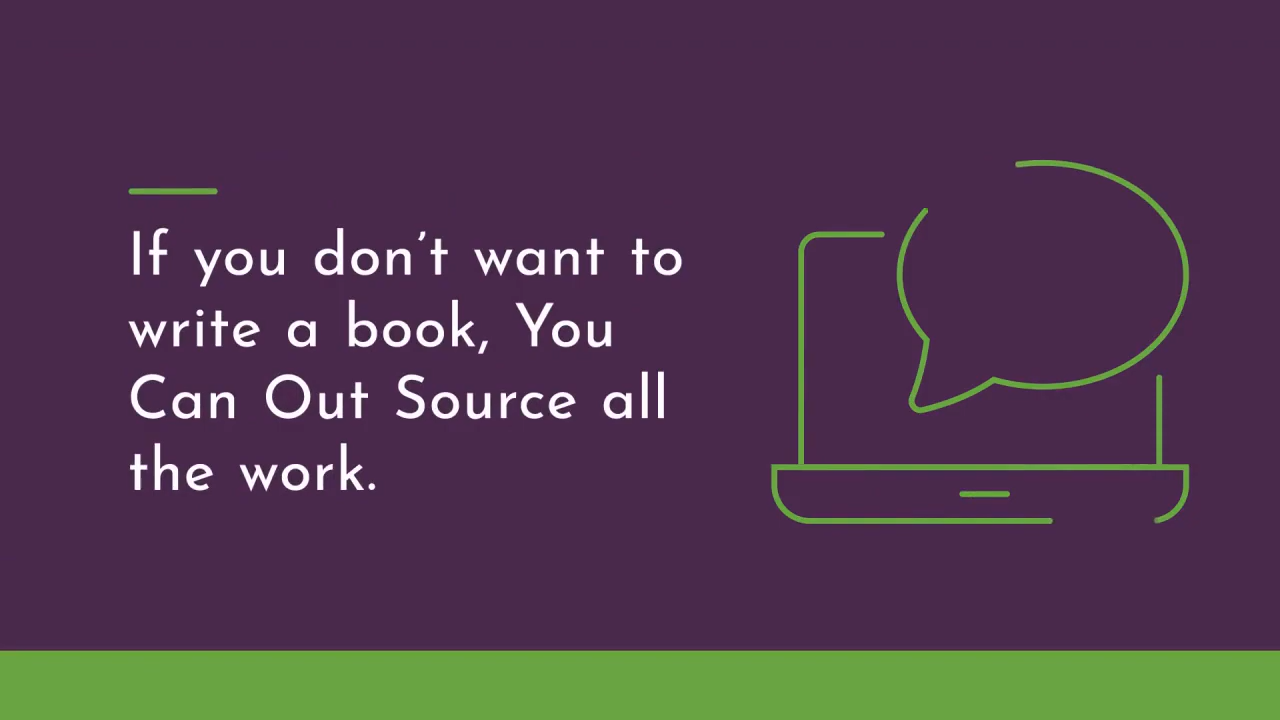 If you don’t want to
write a book, You
Can Out Source all
the work.